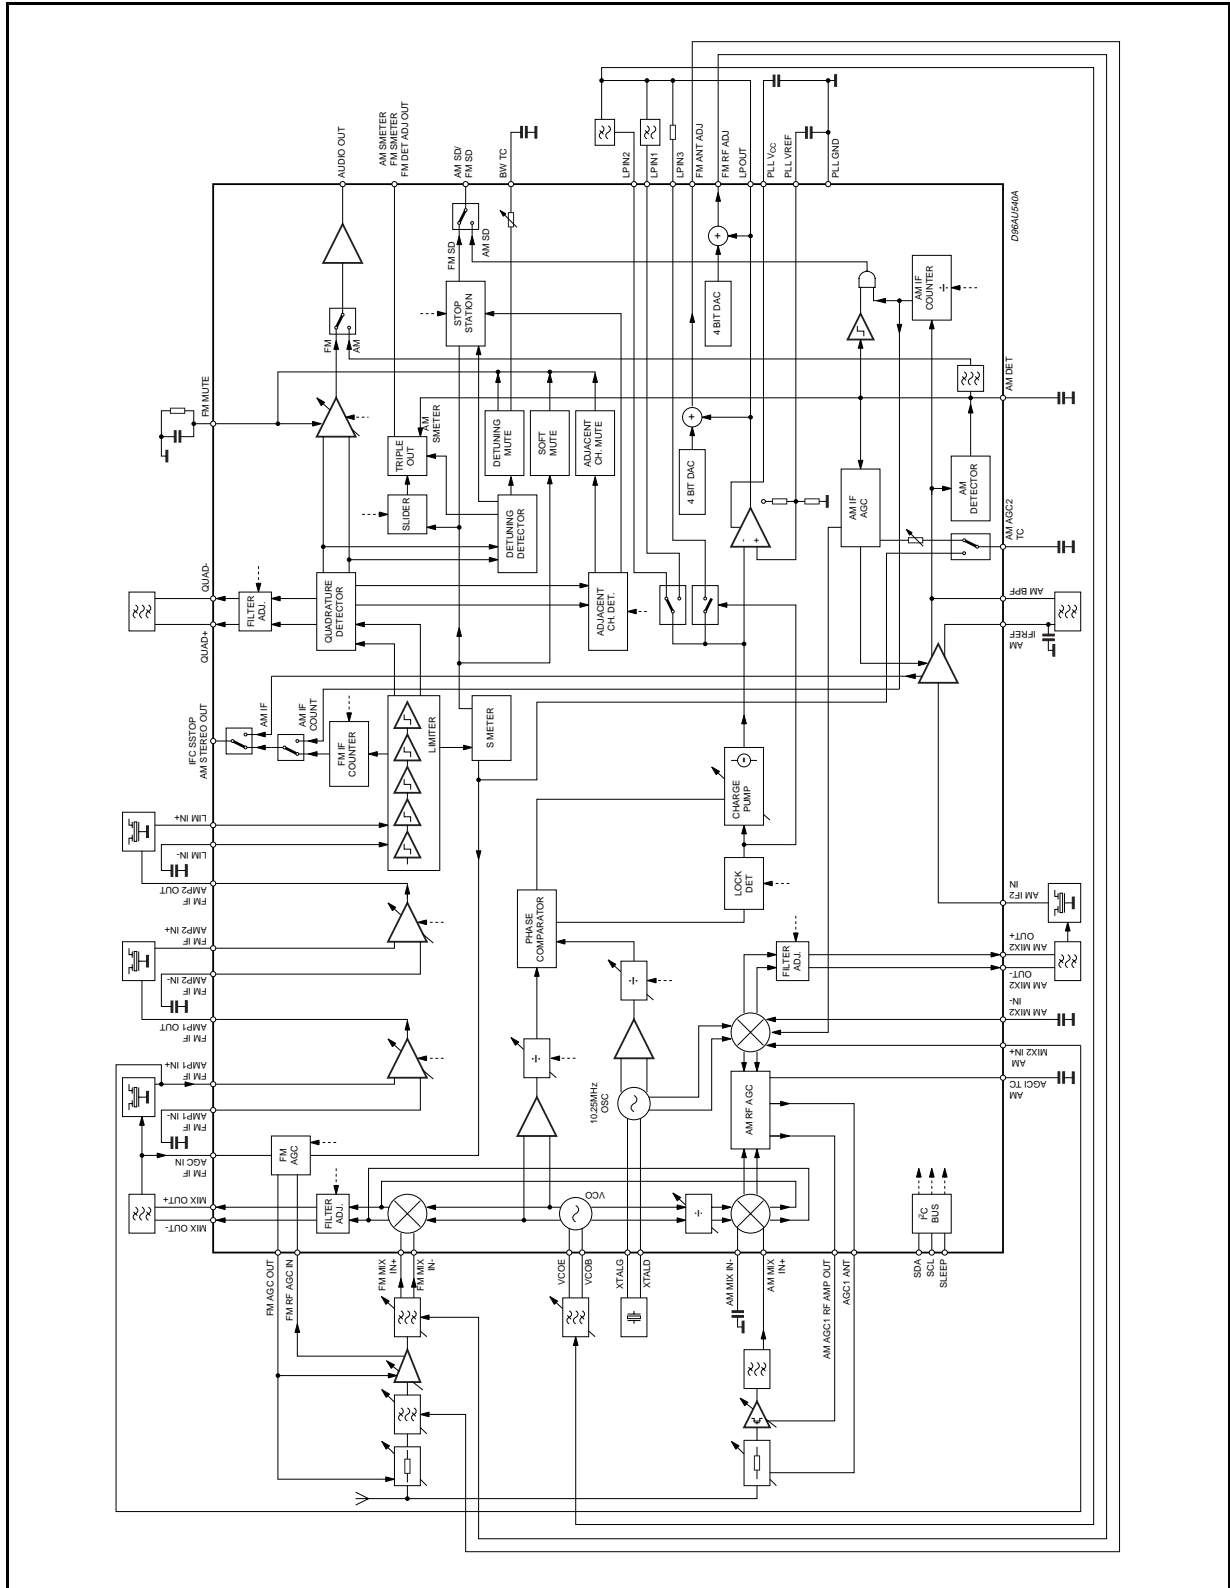 AUDIO OUT
AM SMETER
FM SMETER
FM DET ADJ OUT
AM SD/
FM SD
BW TC
LPIN2
LPIN1
LPIN3
FM ANT ADJ
FM RF ADJ
LPOUT
PLL VCC
PLL VREF
PLL GND
D96AU540A
FM SD
AM SD
STOP
STATION
4 BIT DAC
AM IF
COUNTER
FM
AM
FM MUTE
AM DET
AM
SMETER
TRIPLE
OUT
DETUNING
MUTE
SOFT
MUTE
ADJACENT
CH. MUTE
SLIDER
DETUNING
DETECTOR
4 BIT DAC
-
+
AM IF
AGC
AM
DETECTOR
AM AGC2
TC
QUAD-
QUAD+
FILTER
ADJ.
QUADRATURE
DETECTOR
ADJACENT
CH. DET.
AM BPF
AM
IFREF
IFC SSTOP
AM STEREO OUT
AM IF
AM IF
COUNT
FM IF
COUNTER
LIMITER
S METER
CHARGE
PUMP
LIM IN+
LIM IN-
LOCK
DET
FM IF
AMP2 OUT
FM IF
AMP2 IN+
FM IF
AMP2 IN-
PHASE
COMPARATOR
FILTER
ADJ.
AM IF2
IN
AM MIX2
OUT+
AM MIX2
OUT-
AM MIX2
IN-
AM
MIX2 IN+
AM
AGCI TC
FM IF
AMP1 OUT
FM IF
AMP1 IN+
FM IF
AMP1 IN-
FM IF
AGC IN
FM
AGC
10.25MHz
OSC
AM RF AGC
MIX OUT+
MIX OUT-
FILTER
ADJ.
VCO
I2C
BUS
FM AGC OUT
FM RF AGC IN
FM MIX
IN+
FM MIX
IN-
VCOE
VCOB
XTALG
XTALD
AM MIX IN-
AM MIX
IN+
AM AGC1 RF AMP OUT
AGC1 ANT
SDA
SCL
SLEEP